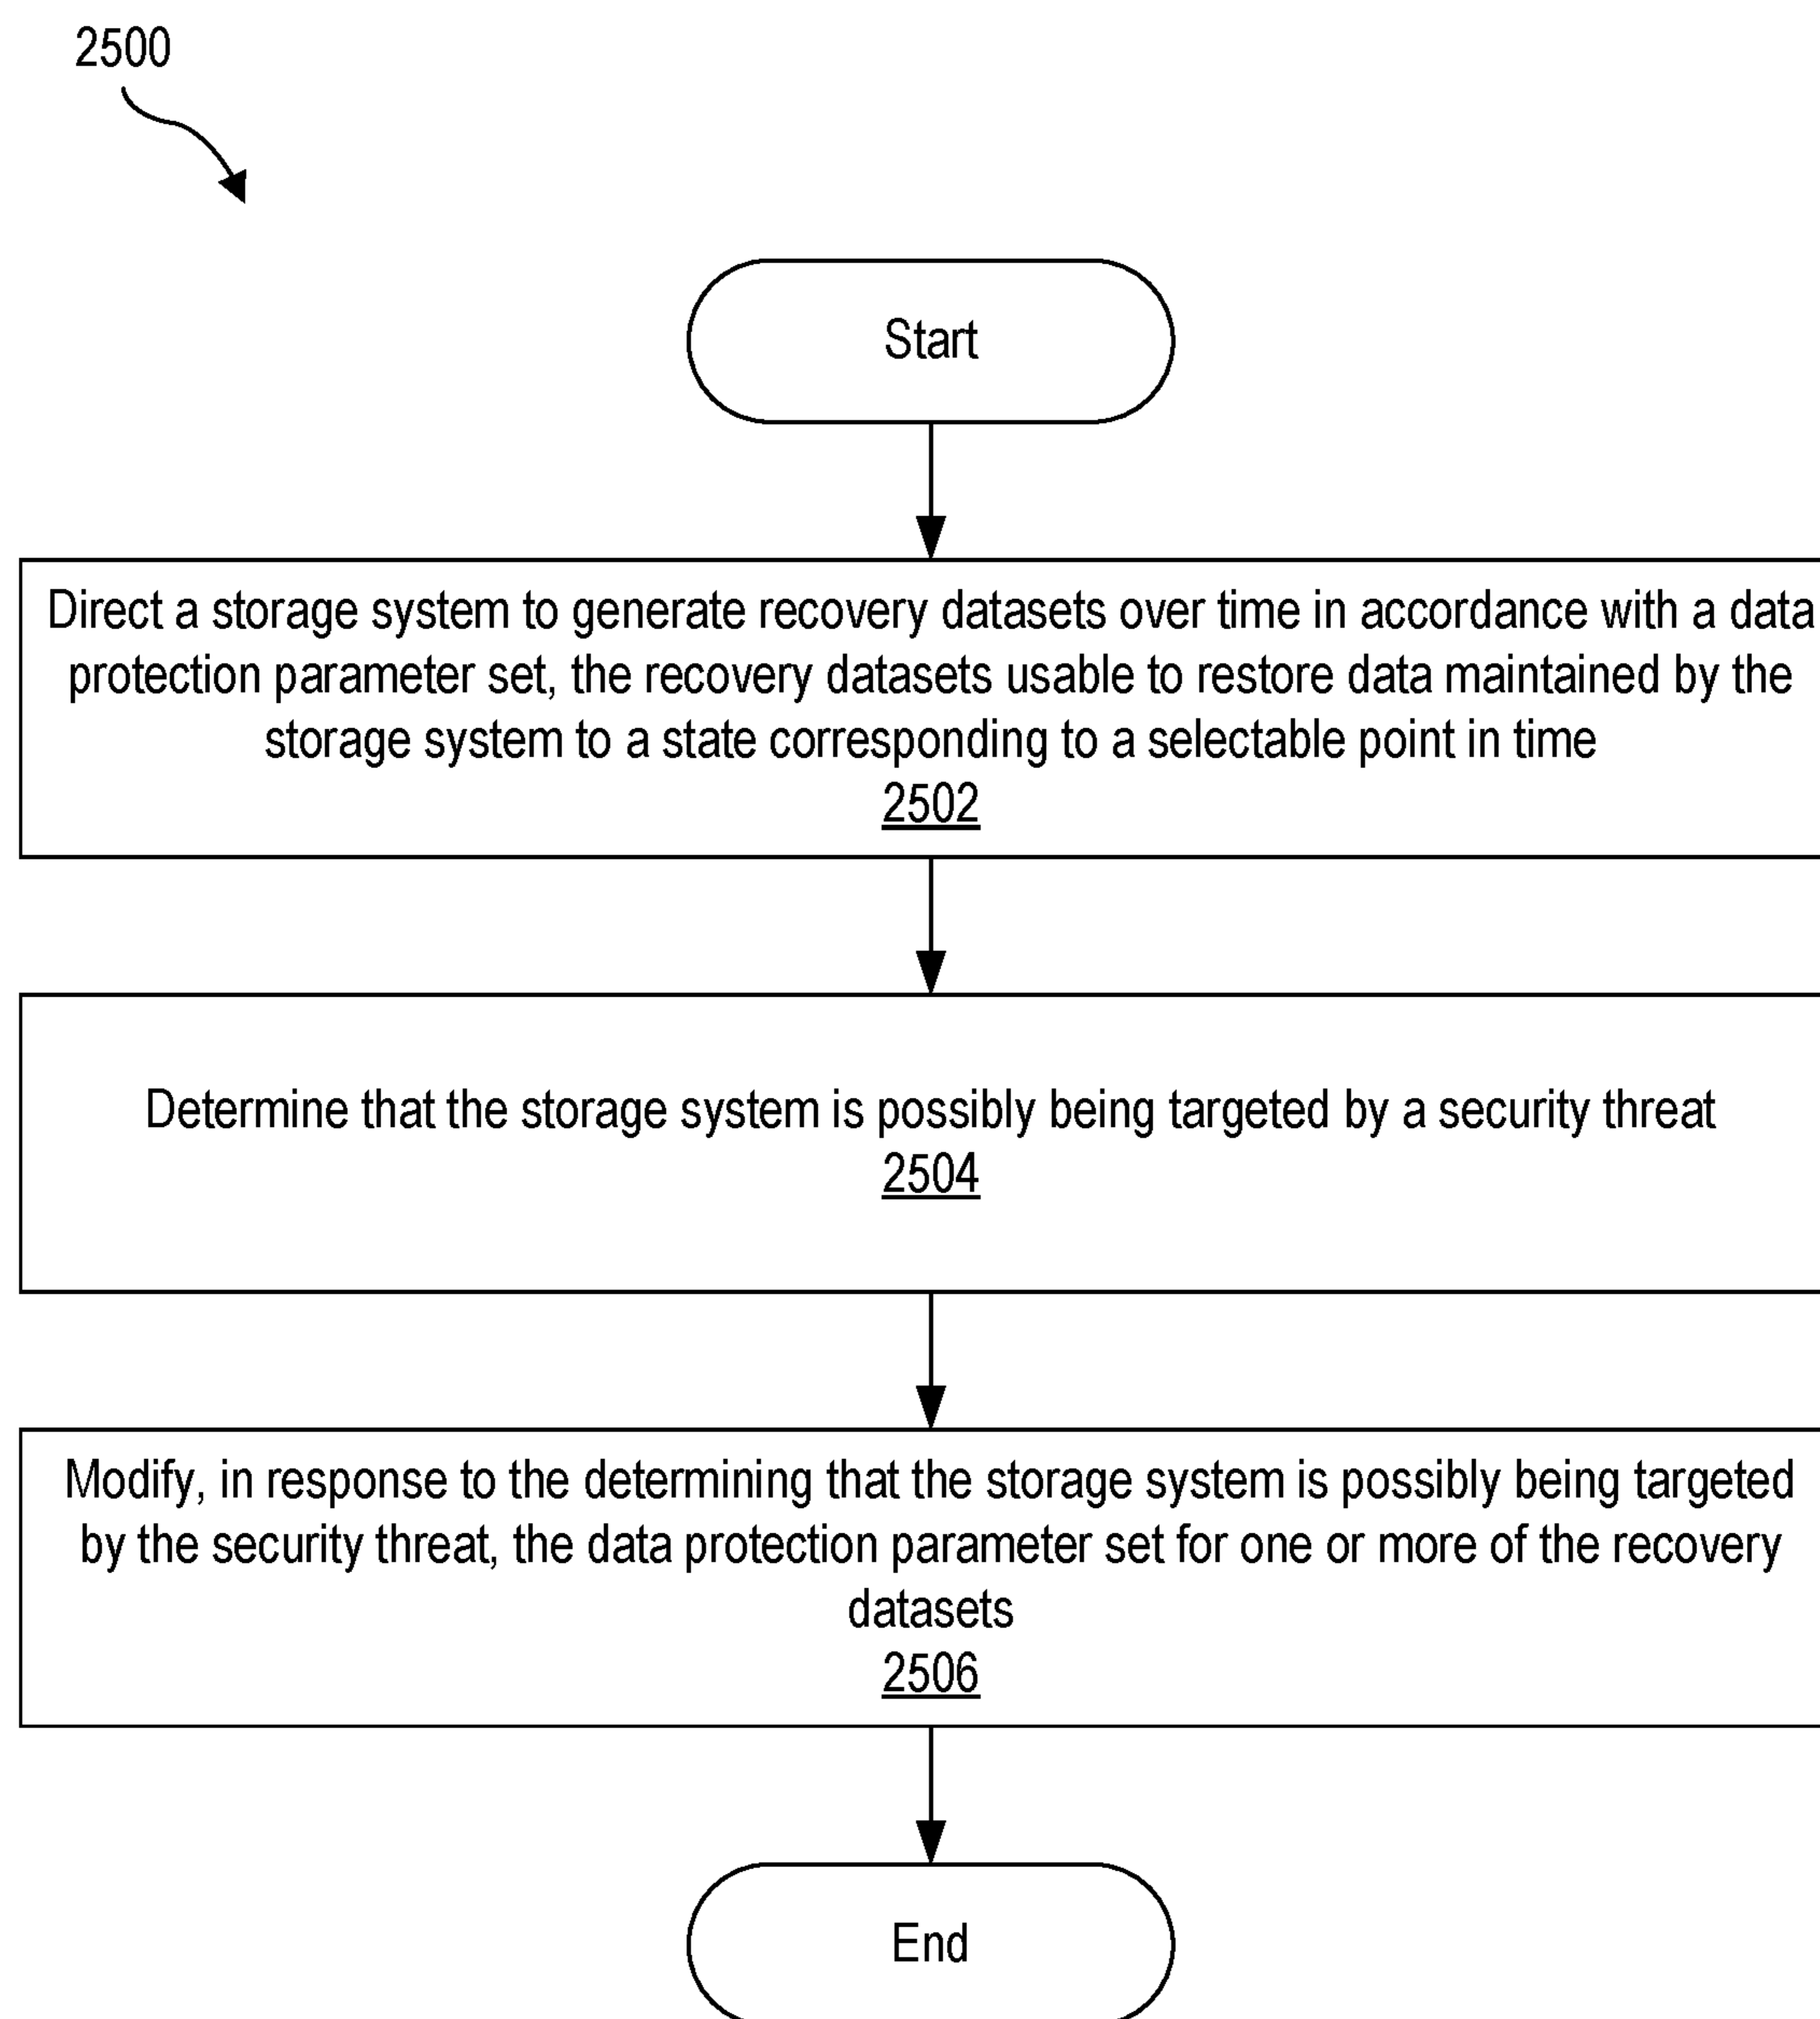 2500
Start
Direct a storage system to generate recovery datasets over time in accordance with a data
protection parameter set, the recovery datasets usable to restore data maintained by the
storage system to a state corresponding to a selectable point in time
2502
Determine that the storage system is possibly being targeted by a security threat
2504
Modify, in response to the determining that the storage system is possibly being targeted
by the security threat, the data protection parameter set for one or more of the recovery
datasets
2506
End